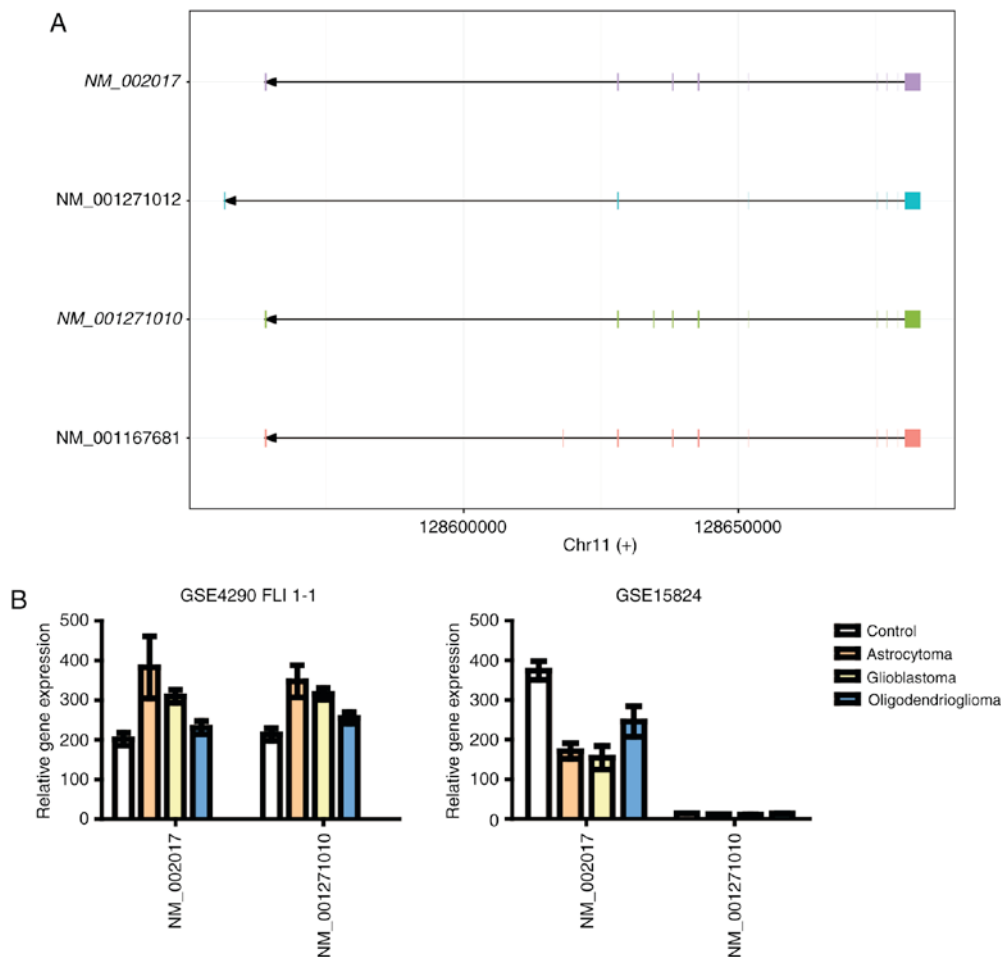 A
NM_002017
NM_001271012
NM_001271010
NM_001167681
128600000 128650000
Chr11 (+)
B
GSE4290 FLI 1-1
Relative gene expression
500
400
300
200
100
0
NM_002017
NM_001271010
GSE15824
Relative gene expression
500
400
300
200
100
0
NM_002017
NM_001271010
Control
Astrocytoma
Glioblastoma
Oligodendrioglioma